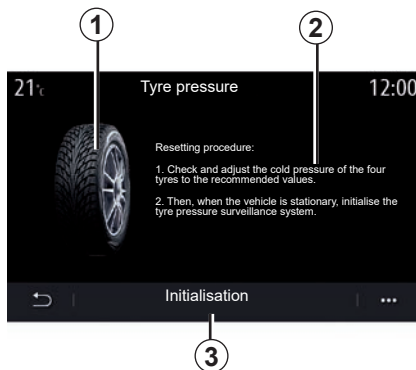 1
2
21°c
Tyre pressure
12:00
Resetting procedure:
1. Check and adjust the cold pressure of the four
tyres to the recommended values.
2. Then, when the vehicle is stationary, initialise the
tyre pressure surveillance system.
Initialisation
3